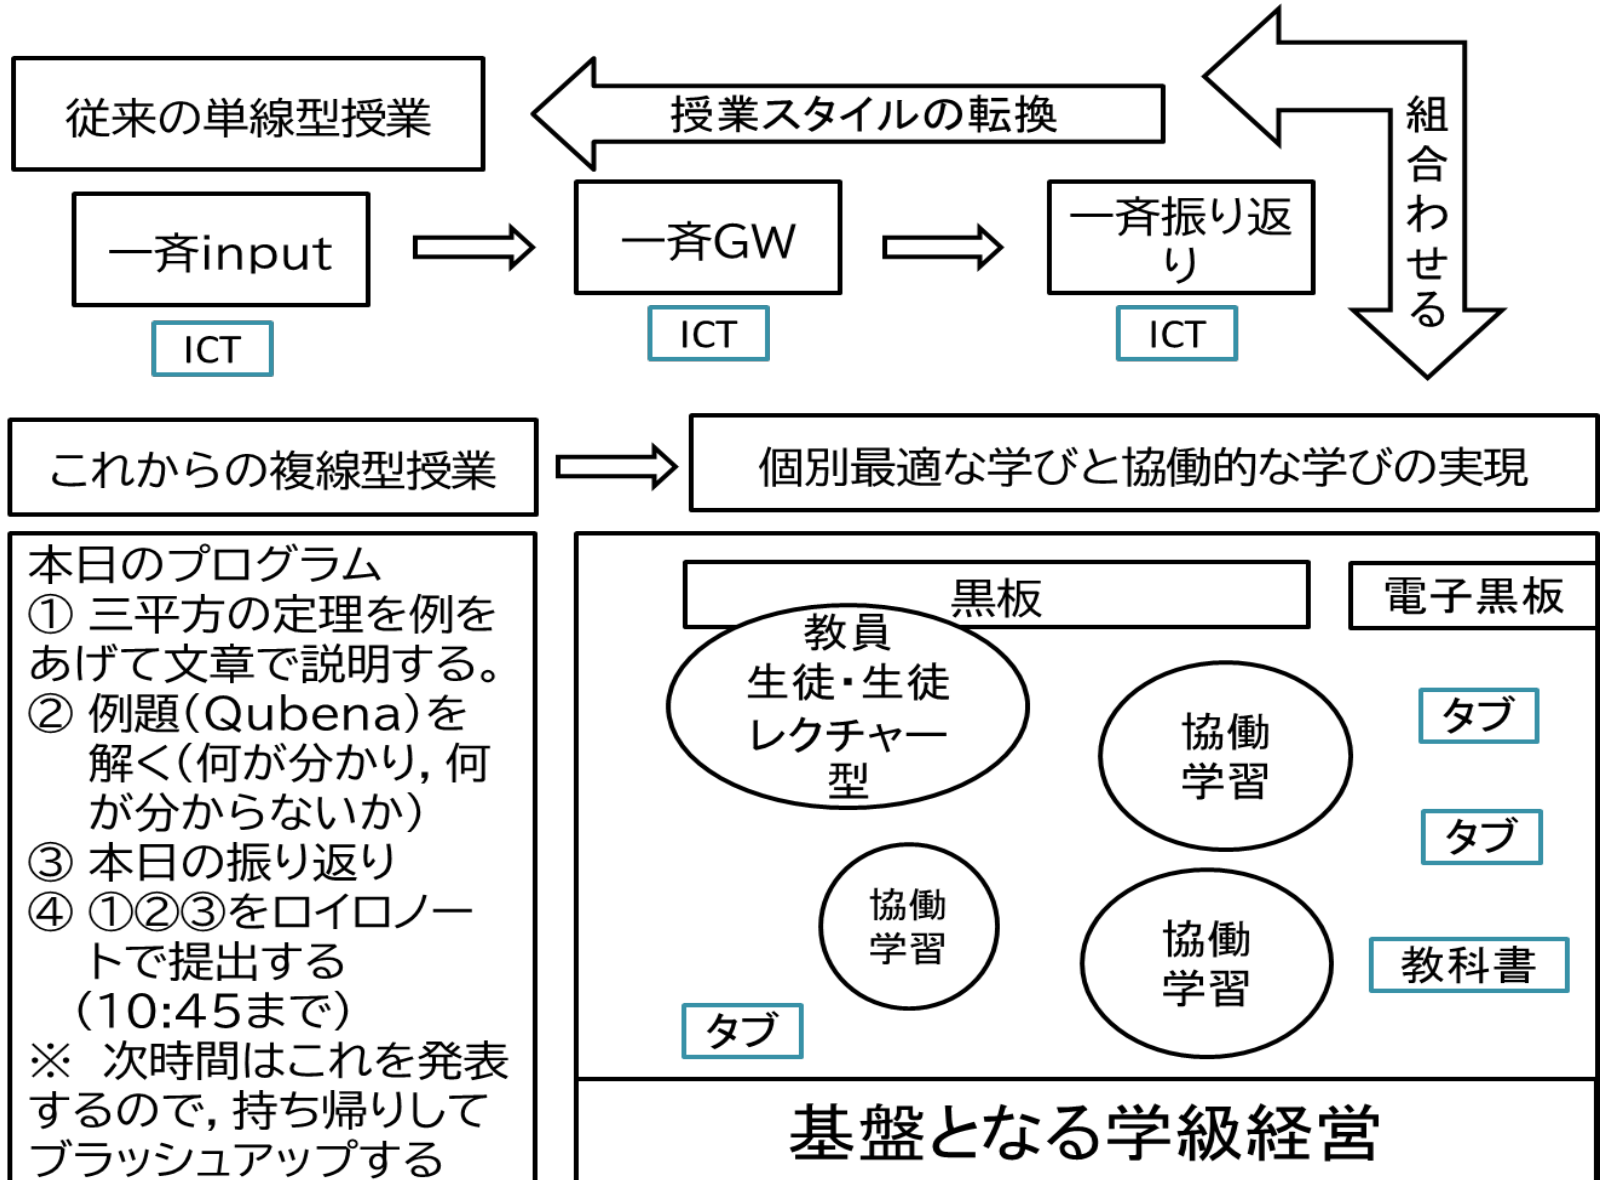 従来の単線型授業
授業スタイルの転換
組合わせる
一斉input
一斉GW
一斉振り返
り
ICT
ICT
ICT
これからの複線型授業
個別最適な学びと協働的な学びの実現
本日のプログラム
① 三平方の定理を例を
あげて文章で説明する。
② 例題(Qubena)を
解く(何が分かり,何
が分からないか)
③ 本日の振り返り
④ ①②③をロイロノー
トで提出する
(10:45まで)
※ 次時間はこれを発表
するので,持ち帰りして
ブラッシュアップする
黒板
電子黒板
教員
生徒・生徒
レクチャー
型
協働
学習
タブ
タブ
協働
学習
協働
学習
教科書
タブ
基盤となる学級経営